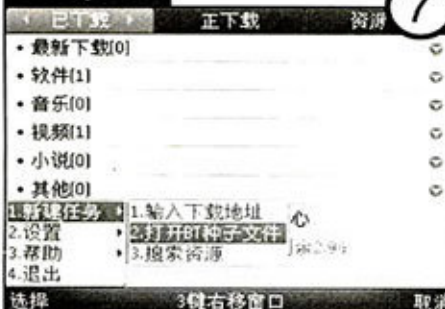 已下载 正下载 资源
7
• 最新下载[0]
• 软件[1]
• 音乐[0]
• 视频[1]
• 小说[0]
• 其他[0]
1.新建任务
2.设置
3.帮助
4.退出
1.输入下载地址
2.打开BT种子文件
3.搜索资源
心
选择 3键右移窗口 取消